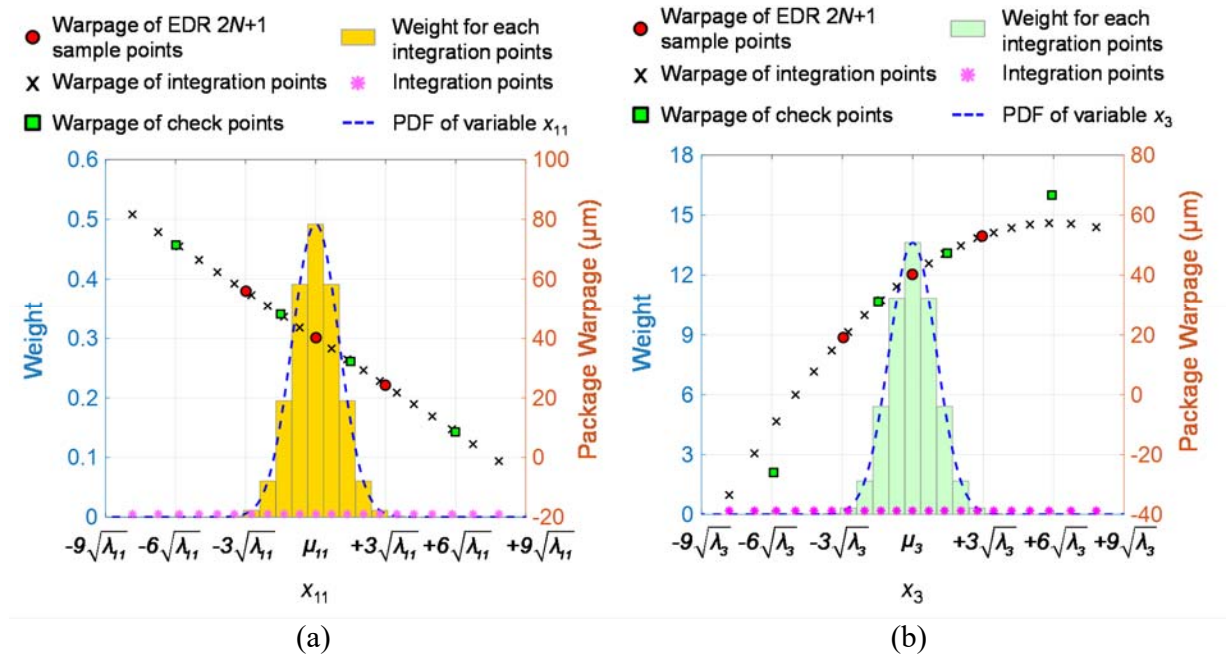 Warpage of EDR 2N+1
sample points
Weight for each
integration points
Warpage of integration points
Integration points
Warpage of check points
PDF of variable x₁₁
0.6
0.5
0.4
0.3
0.2
0.1
0
Weight
100
80
60
40
20
0
-20
Package Warpage (μm)
-9√λ₁₁ -6√λ₁₁ -3√λ₁₁ μ₁₁ +3√λ₁₁ +6√λ₁₁ +9√λ₁₁
x₁₁
(a)
Warpage of EDR 2N+1
sample points
Weight for each
integration points
Warpage of integration points
Integration points
Warpage of check points
PDF of variable x₃
18
15
12
9
6
3
0
Weight
80
60
40
20
0
-20
-40
Package Warpage (μm)
-9√λ₃ -6√λ₃ -3√λ₃ μ₃ +3√λ₃ +6√λ₃ +9√λ₃
x₃
(b)